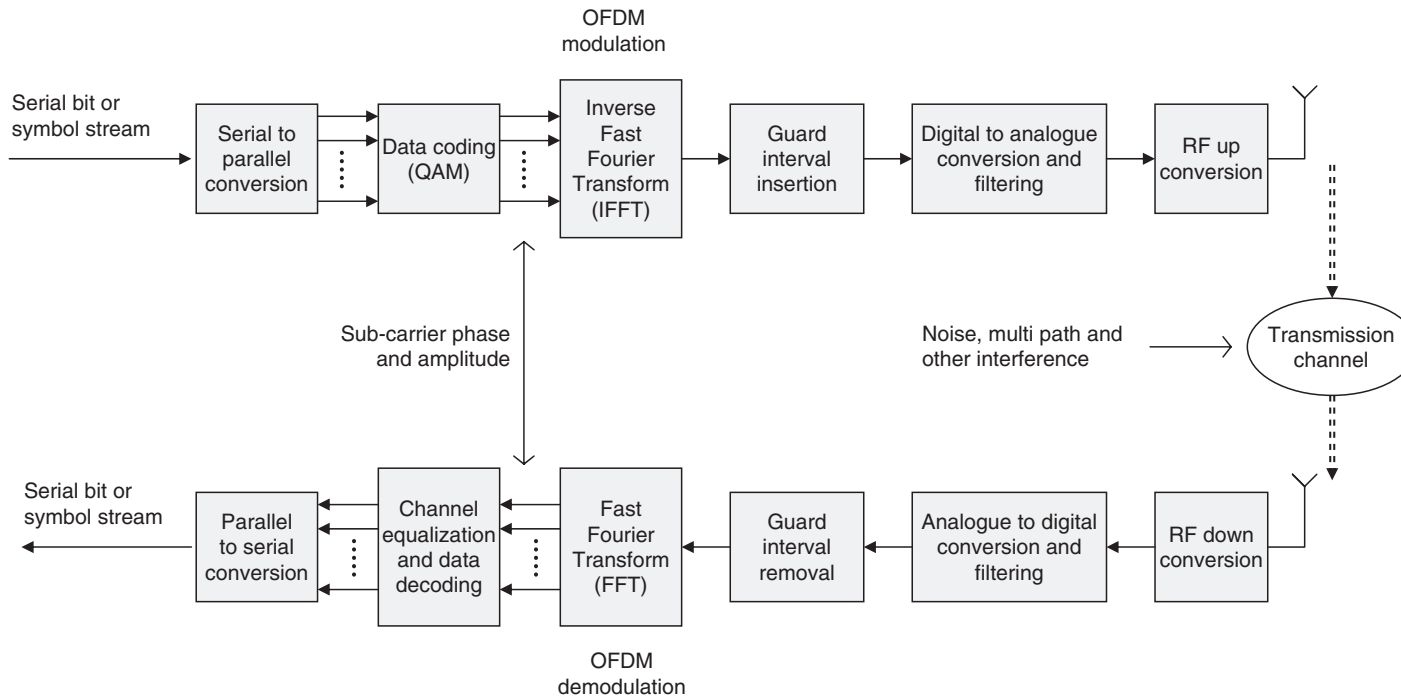 OFDM
modulation
Serial bit or
symbol stream
Serial to
parallel
conversion
Data coding
(QAM)
Inverse
Fast
Fourier
Transform
(IFFT)
Guard
interval
insertion
Digital to analogue
conversion and
filtering
RF up
conversion
Sub-carrier phase
and amplitude
Noise, multi path and
other interference
Transmission
channel
Serial bit or
symbol stream
Parallel
to serial
conversion
Channel
equalization
and data
decoding
Fast
Fourier
Transform
(FFT)
Guard
interval
removal
Analogue to digital
conversion and
filtering
RF down
conversion
OFDM
demodulation